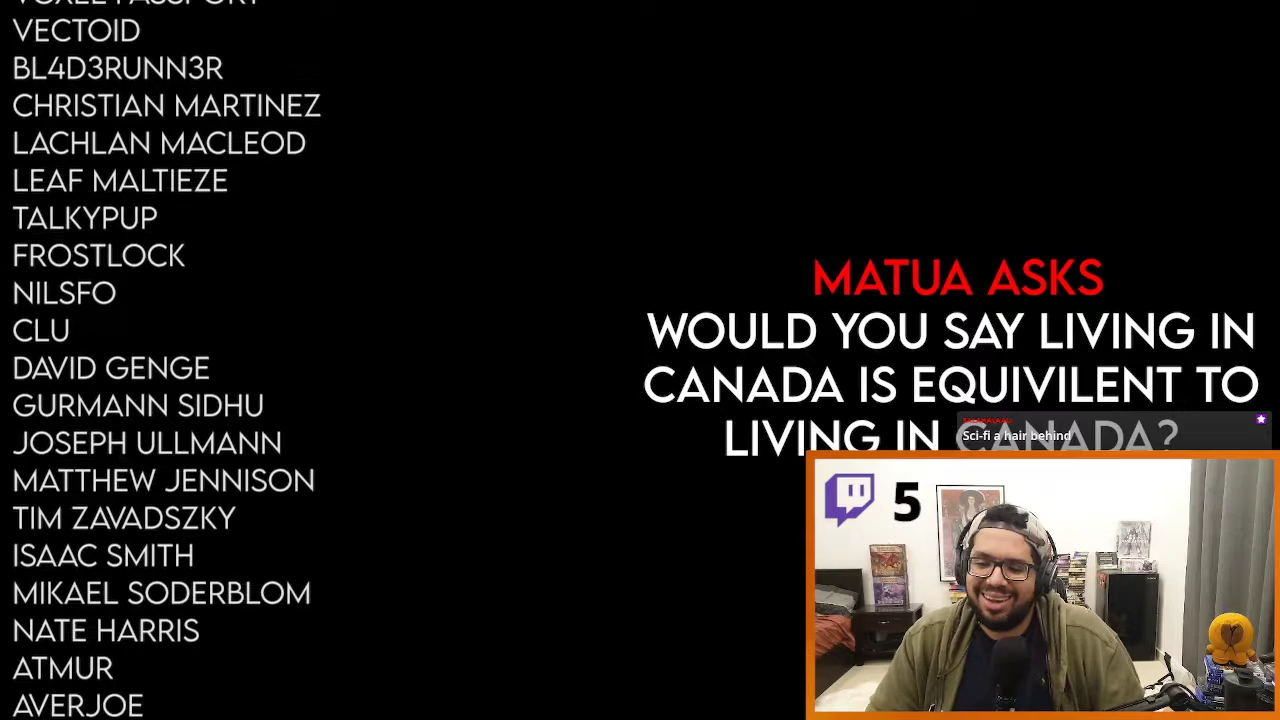 VECTOID
BL4D3RUNN3R
CHRISTIAN MARTINEZ
LACHLAN MACLEOD
LEAF MALTIEZE
TALKYPUP
FROSTLOCK
NILSFO
CLU
DAVID GENGE
GURMANN SIDHU
JOSEPH ULLMANN
MATTHEW JENNISON
TIM ZAVADSZKY
ISAAC SMITH
MIKAEL SODERBLOM
NATE HARRIS
ATMUR
AVERJOE
MATUA ASKS
WOULD YOU SAY LIVING IN
CANADA IS EQUIVILENT TO
LIVING IN CANADA?
Sci-fi a hair behind
5